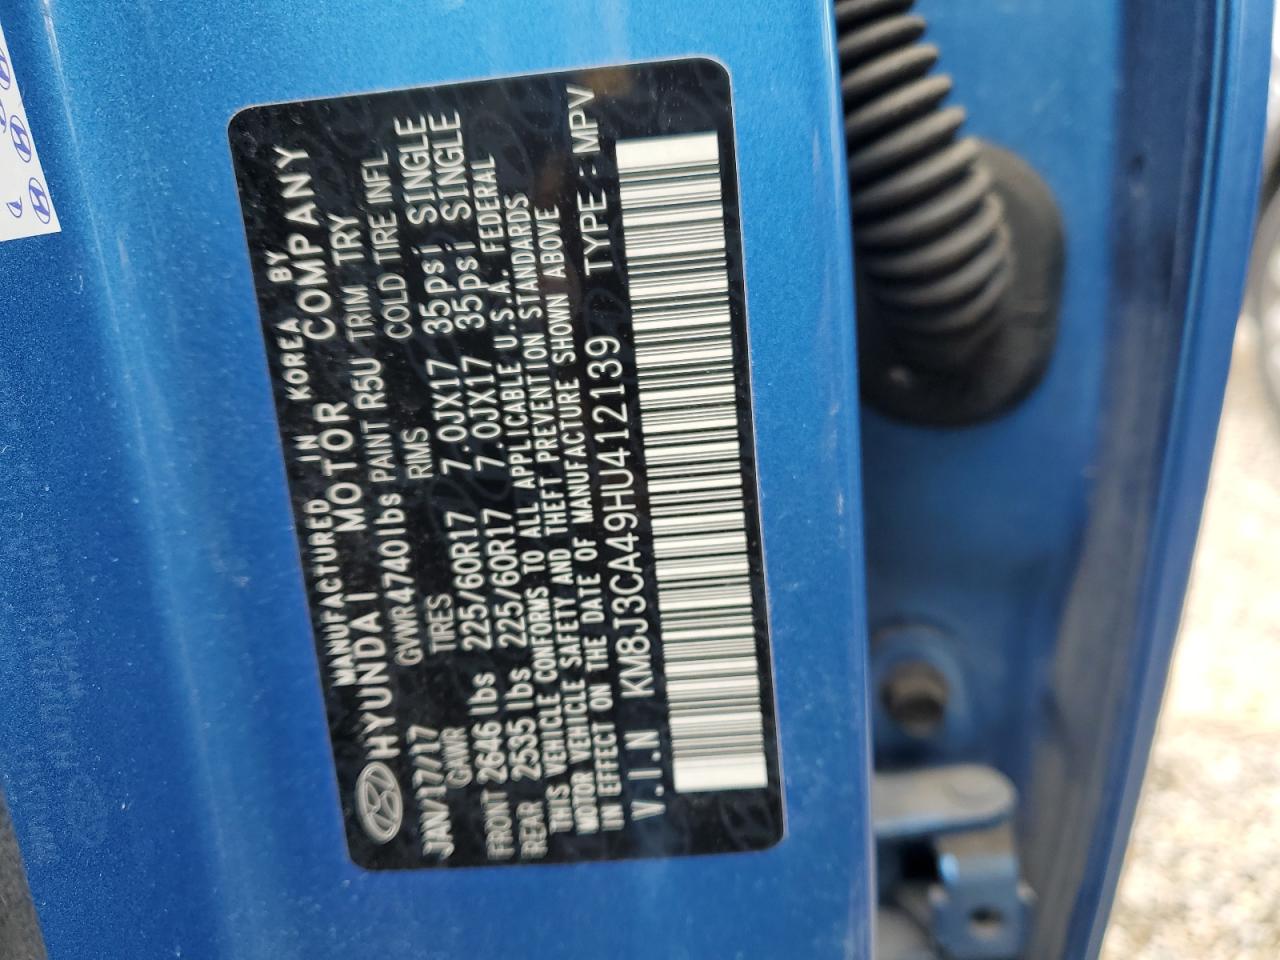 MANUFACTURED IN KOREA BY
HYUNDAI MOTOR COMPANY
JAN/17/17 GVWR 4740lbs PAINT R5U TRIM TRY
GAWR TIRES RMS COLD TIRE INFL
FRONT 2646 lbs 225/60R17 7.0JX17 35psi SINGLE
REAR 2535 lbs 225/60R17 7.0JX17 35psi SINGLE
THIS VEHICLE CONFORMS TO ALL APPLICABLE U.S.A. FEDERAL
MOTOR VEHICLE SAFETY AND THEFT PREVENTION STANDARDS
IN EFFECT ON THE DATE OF MANUFACTURE SHOWN ABOVE
V.I.N KM8J3CA49HU412139 TYPE : MPV